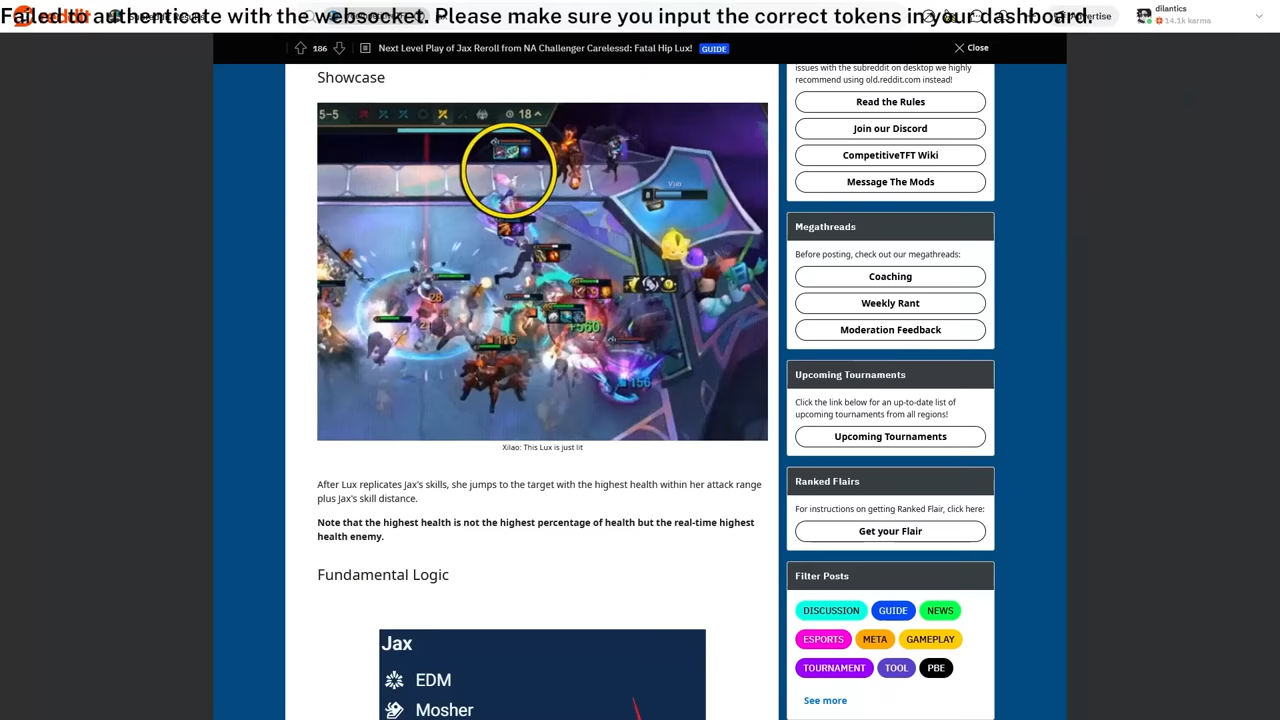 Failed to authenticate with the websocket. Please make sure you input the correct tokens in your dashboard.
Advertise
dilantics
14.1k karma
186
Next Level Play of Jax Reroll from NA Challenger Carelessd: Fatal Hip Lux!
GUIDE
Close
Showcase
5-5
18
28
21
116
+560
156
Xilao: This Lux is just lit
After Lux replicates Jax's skills, she jumps to the target with the highest health within her attack range
plus Jax's skill distance.
Note that the highest health is not the highest percentage of health but the real-time highest
health enemy.
Fundamental Logic
Jax
EDM
Mosher
issues with the subreddit on desktop we highly
recommend using old.reddit.com instead!
Read the Rules
Join our Discord
CompetitiveTFT Wiki
Message The Mods
Megathreads
Before posting, check out our megathreads:
Coaching
Weekly Rant
Moderation Feedback
Upcoming Tournaments
Click the link below for an up-to-date list of
upcoming tournaments from all regions!
Upcoming Tournaments
Ranked Flairs
For instructions on getting Ranked Flair, click here:
Get your Flair
Filter Posts
DISCUSSION
GUIDE
NEWS
ESPORTS
META
GAMEPLAY
TOURNAMENT
TOOL
PBE
See more